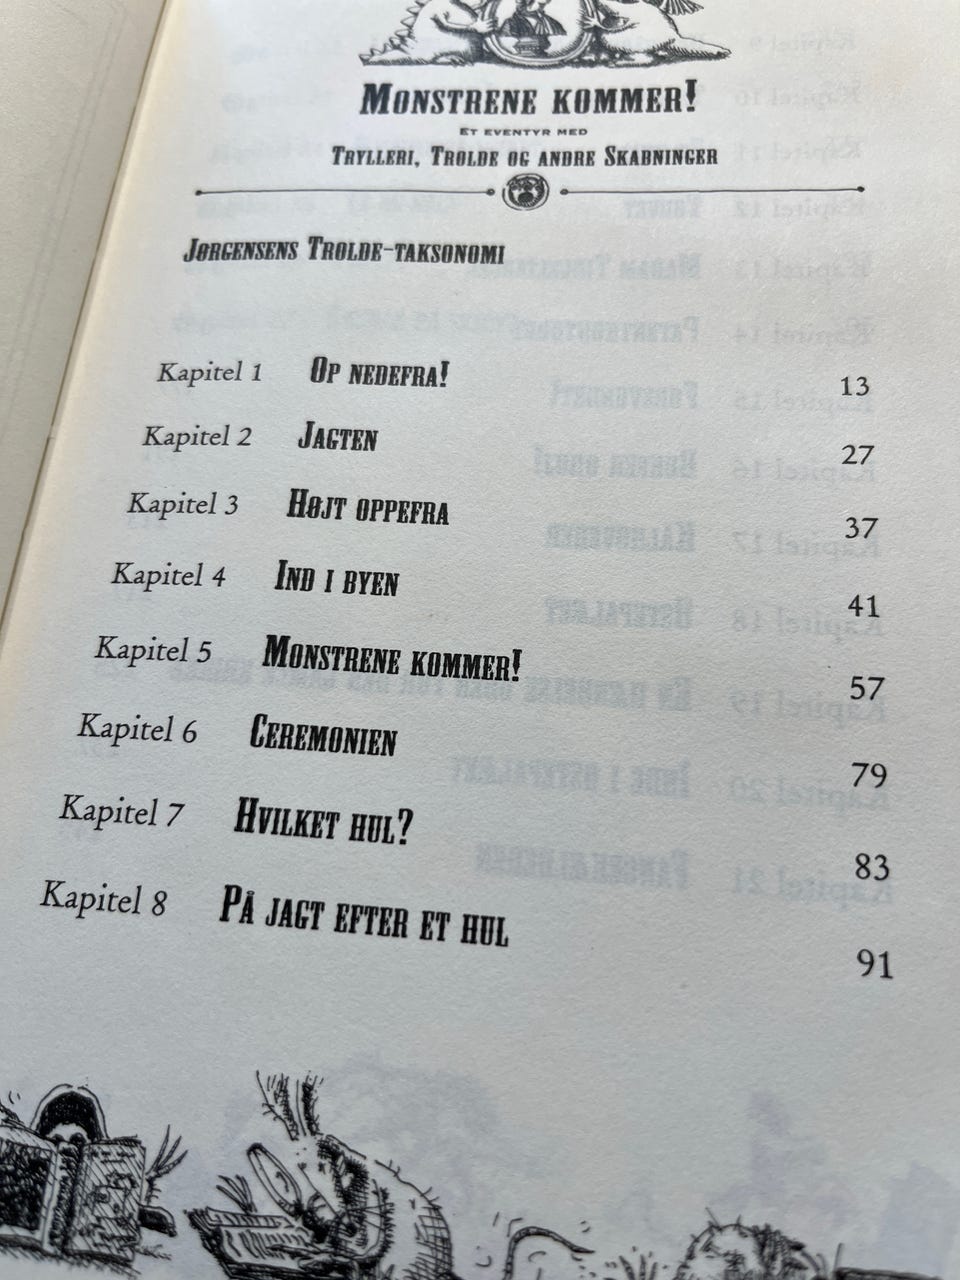 MONSTRENE KOMMER!
ET EVENTYR MED
TRYLLERI, TROLDE OG ANDRE SKABNINGER
JØRGENSENS TROLDE-TAKSONOMI
Kapitel 1 OP NEDEFRA! 13
Kapitel 2 JAGTEN 27
Kapitel 3 HØJT OPPEFRA 37
Kapitel 4 IND I BYEN 41
Kapitel 5 MONSTRENE KOMMER! 57
Kapitel 6 CEREMONIEN 79
Kapitel 7 HVILKET HUL? 83
Kapitel 8 PÅ JAGT EFTER ET HUL 91